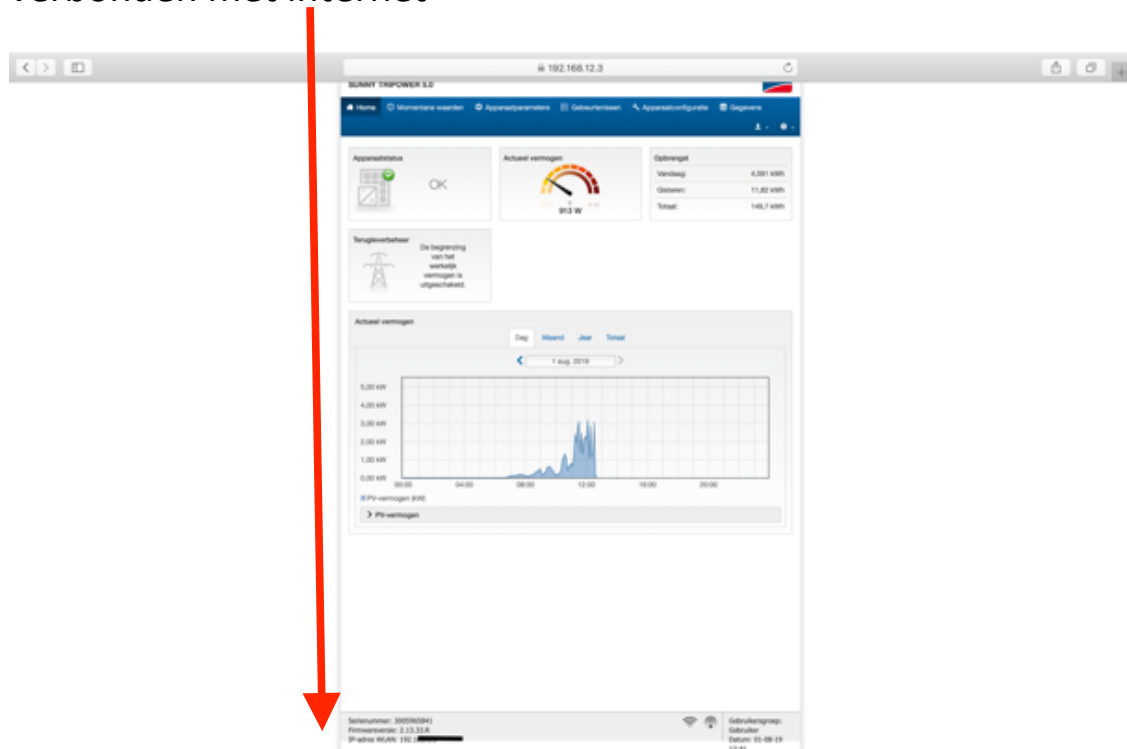 verbonden met internet
192.168.12.3
SUNNY TRIPOWER 5.0
Home Momentane waarden Apparaatparameters Gebeurtenissen Apparaatconfiguratie Gegevens
Apparaatstatus
OK
Actueel vermogen
913 W
Opbrengst
Vandaag: 4,591 kWh
Gisteren: 11,82 kWh
Totaal: 149,7 kWh
Terugleverbeheer
De begrenzing
van het
werkelijk
vermogen is
uitgeschakeld.
Actueel vermogen
Dag Maand Jaar Totaal
1 aug. 2019
5,00 kW
4,00 kW
3,00 kW
2,00 kW
1,00 kW
0,00 kW
00:00 04:00 08:00 12:00 16:00 20:00
PV-vermogen [kW]
PV-vermogen
Serienummer: 3005965841
Firmwareversie: 2.13.33.R
IP-adres WLAN: 192.1
Gebruikersgroep:
Gebruiker
Datum: 01-08-19